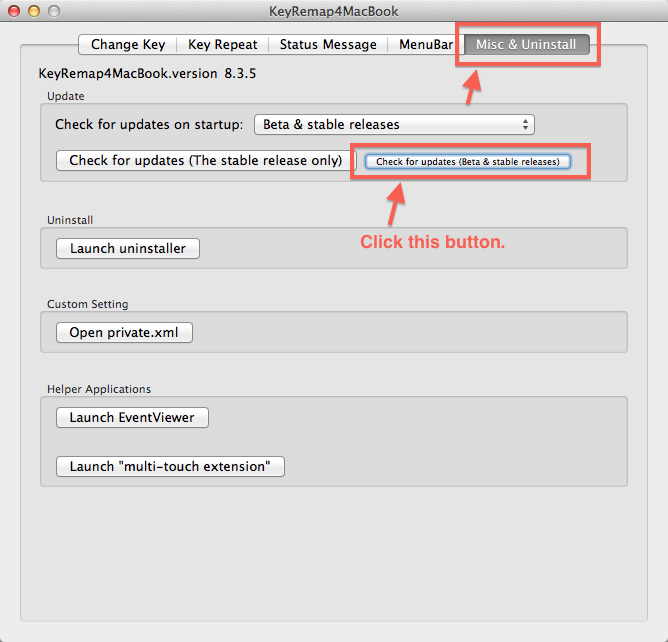 KeyRemap4MacBook
Change Key Key Repeat Status Message MenuBar Misc & Uninstall
KeyRemap4MacBook.version 8.3.5
Update
Check for updates on startup: Beta & stable releases
Check for updates (The stable release only) Check for updates (Beta & stable releases)
Click this button.
Uninstall
Launch uninstaller
Custom Setting
Open private.xml
Helper Applications
Launch EventViewer
Launch "multi-touch extension"